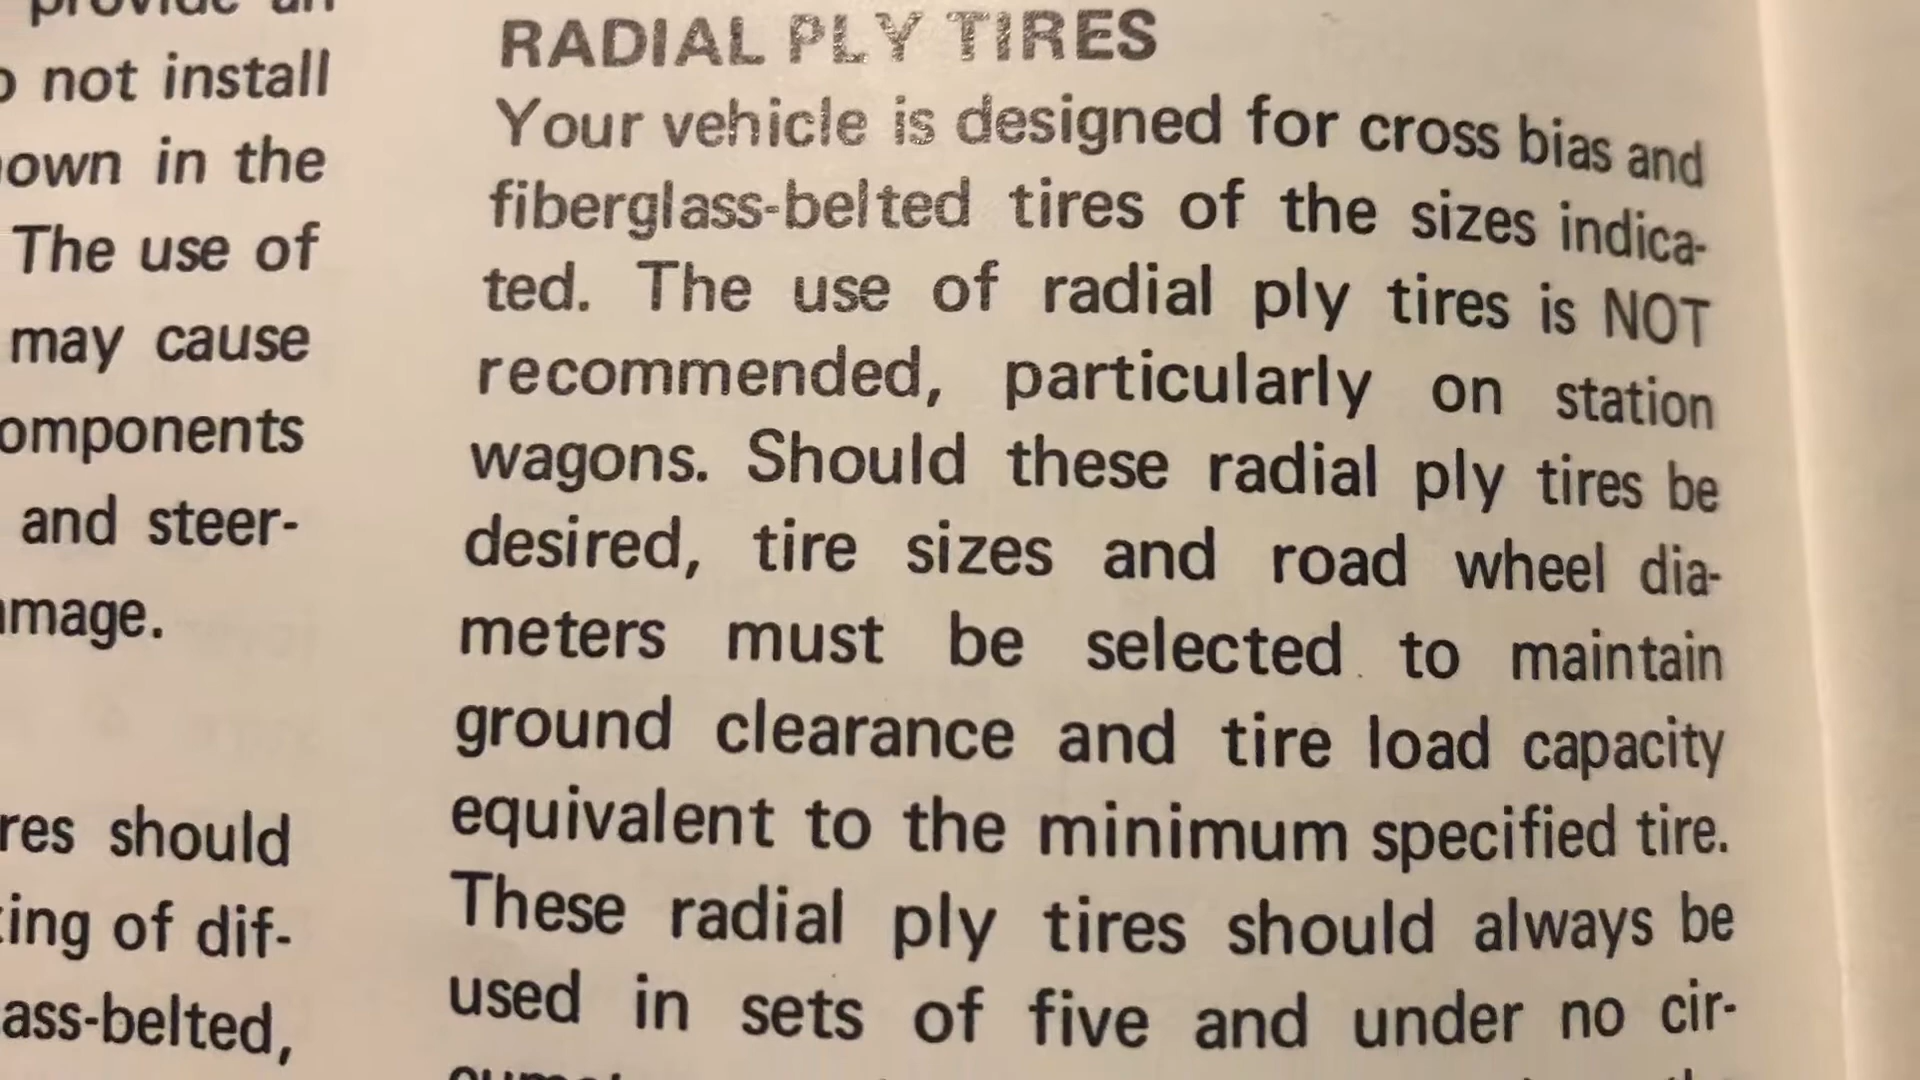 provide an
not install
own in the
The use of
may cause
omponents
and steer-
mage.
res should
ing of dif-
ass-belted,
RADIAL PLY TIRES
Your vehicle is designed for cross bias and
fiberglass-belted tires of the sizes indica-
ted. The use of radial ply tires is NOT
recommended, particularly on station
wagons. Should these radial ply tires be
desired, tire sizes and road wheel dia-
meters must be selected to maintain
ground clearance and tire load capacity
equivalent to the minimum specified tire.
These radial ply tires should always be
used in sets of five and under no cir-